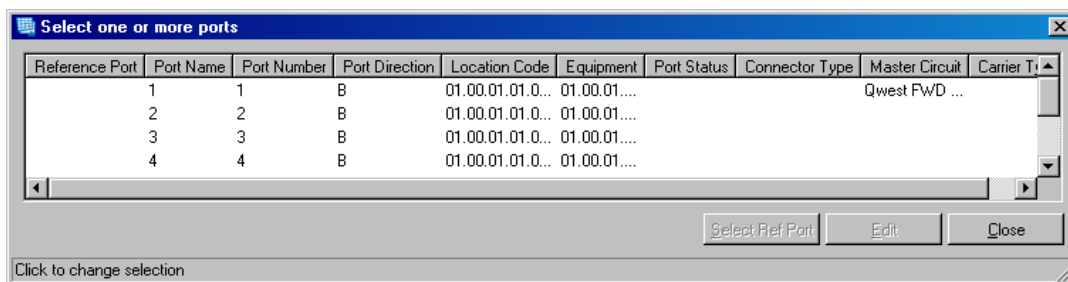 Select one or more ports
Reference Port Port Name Port Number Port Direction Location Code Equipment Port Status Connector Type Master Circuit Carrier Ty
1 1 B 01.00.01.01.0... 01.00.01.... Qwest FWD ...
2 2 B 01.00.01.01.0... 01.00.01....
3 3 B 01.00.01.01.0... 01.00.01....
4 4 B 01.00.01.01.0... 01.00.01....
Select Ref Port Edit Close
Click to change selection